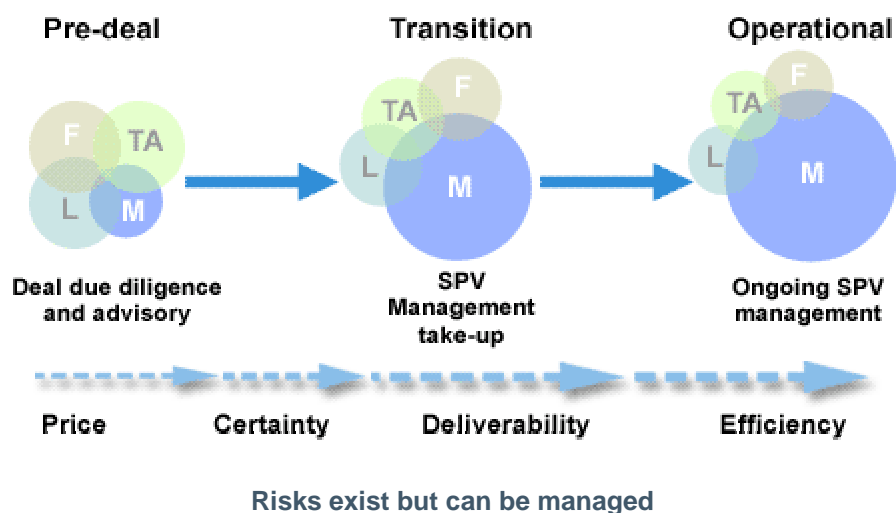 Pre-deal
Transition
Operational
F
TA
L
M
F
TA
L
M
F
TA
L
M
Deal due diligence
and advisory
SPV
Management
take-up
Ongoing SPV
management
Price
Certainty
Deliverability
Efficiency
Risks exist but can be managed